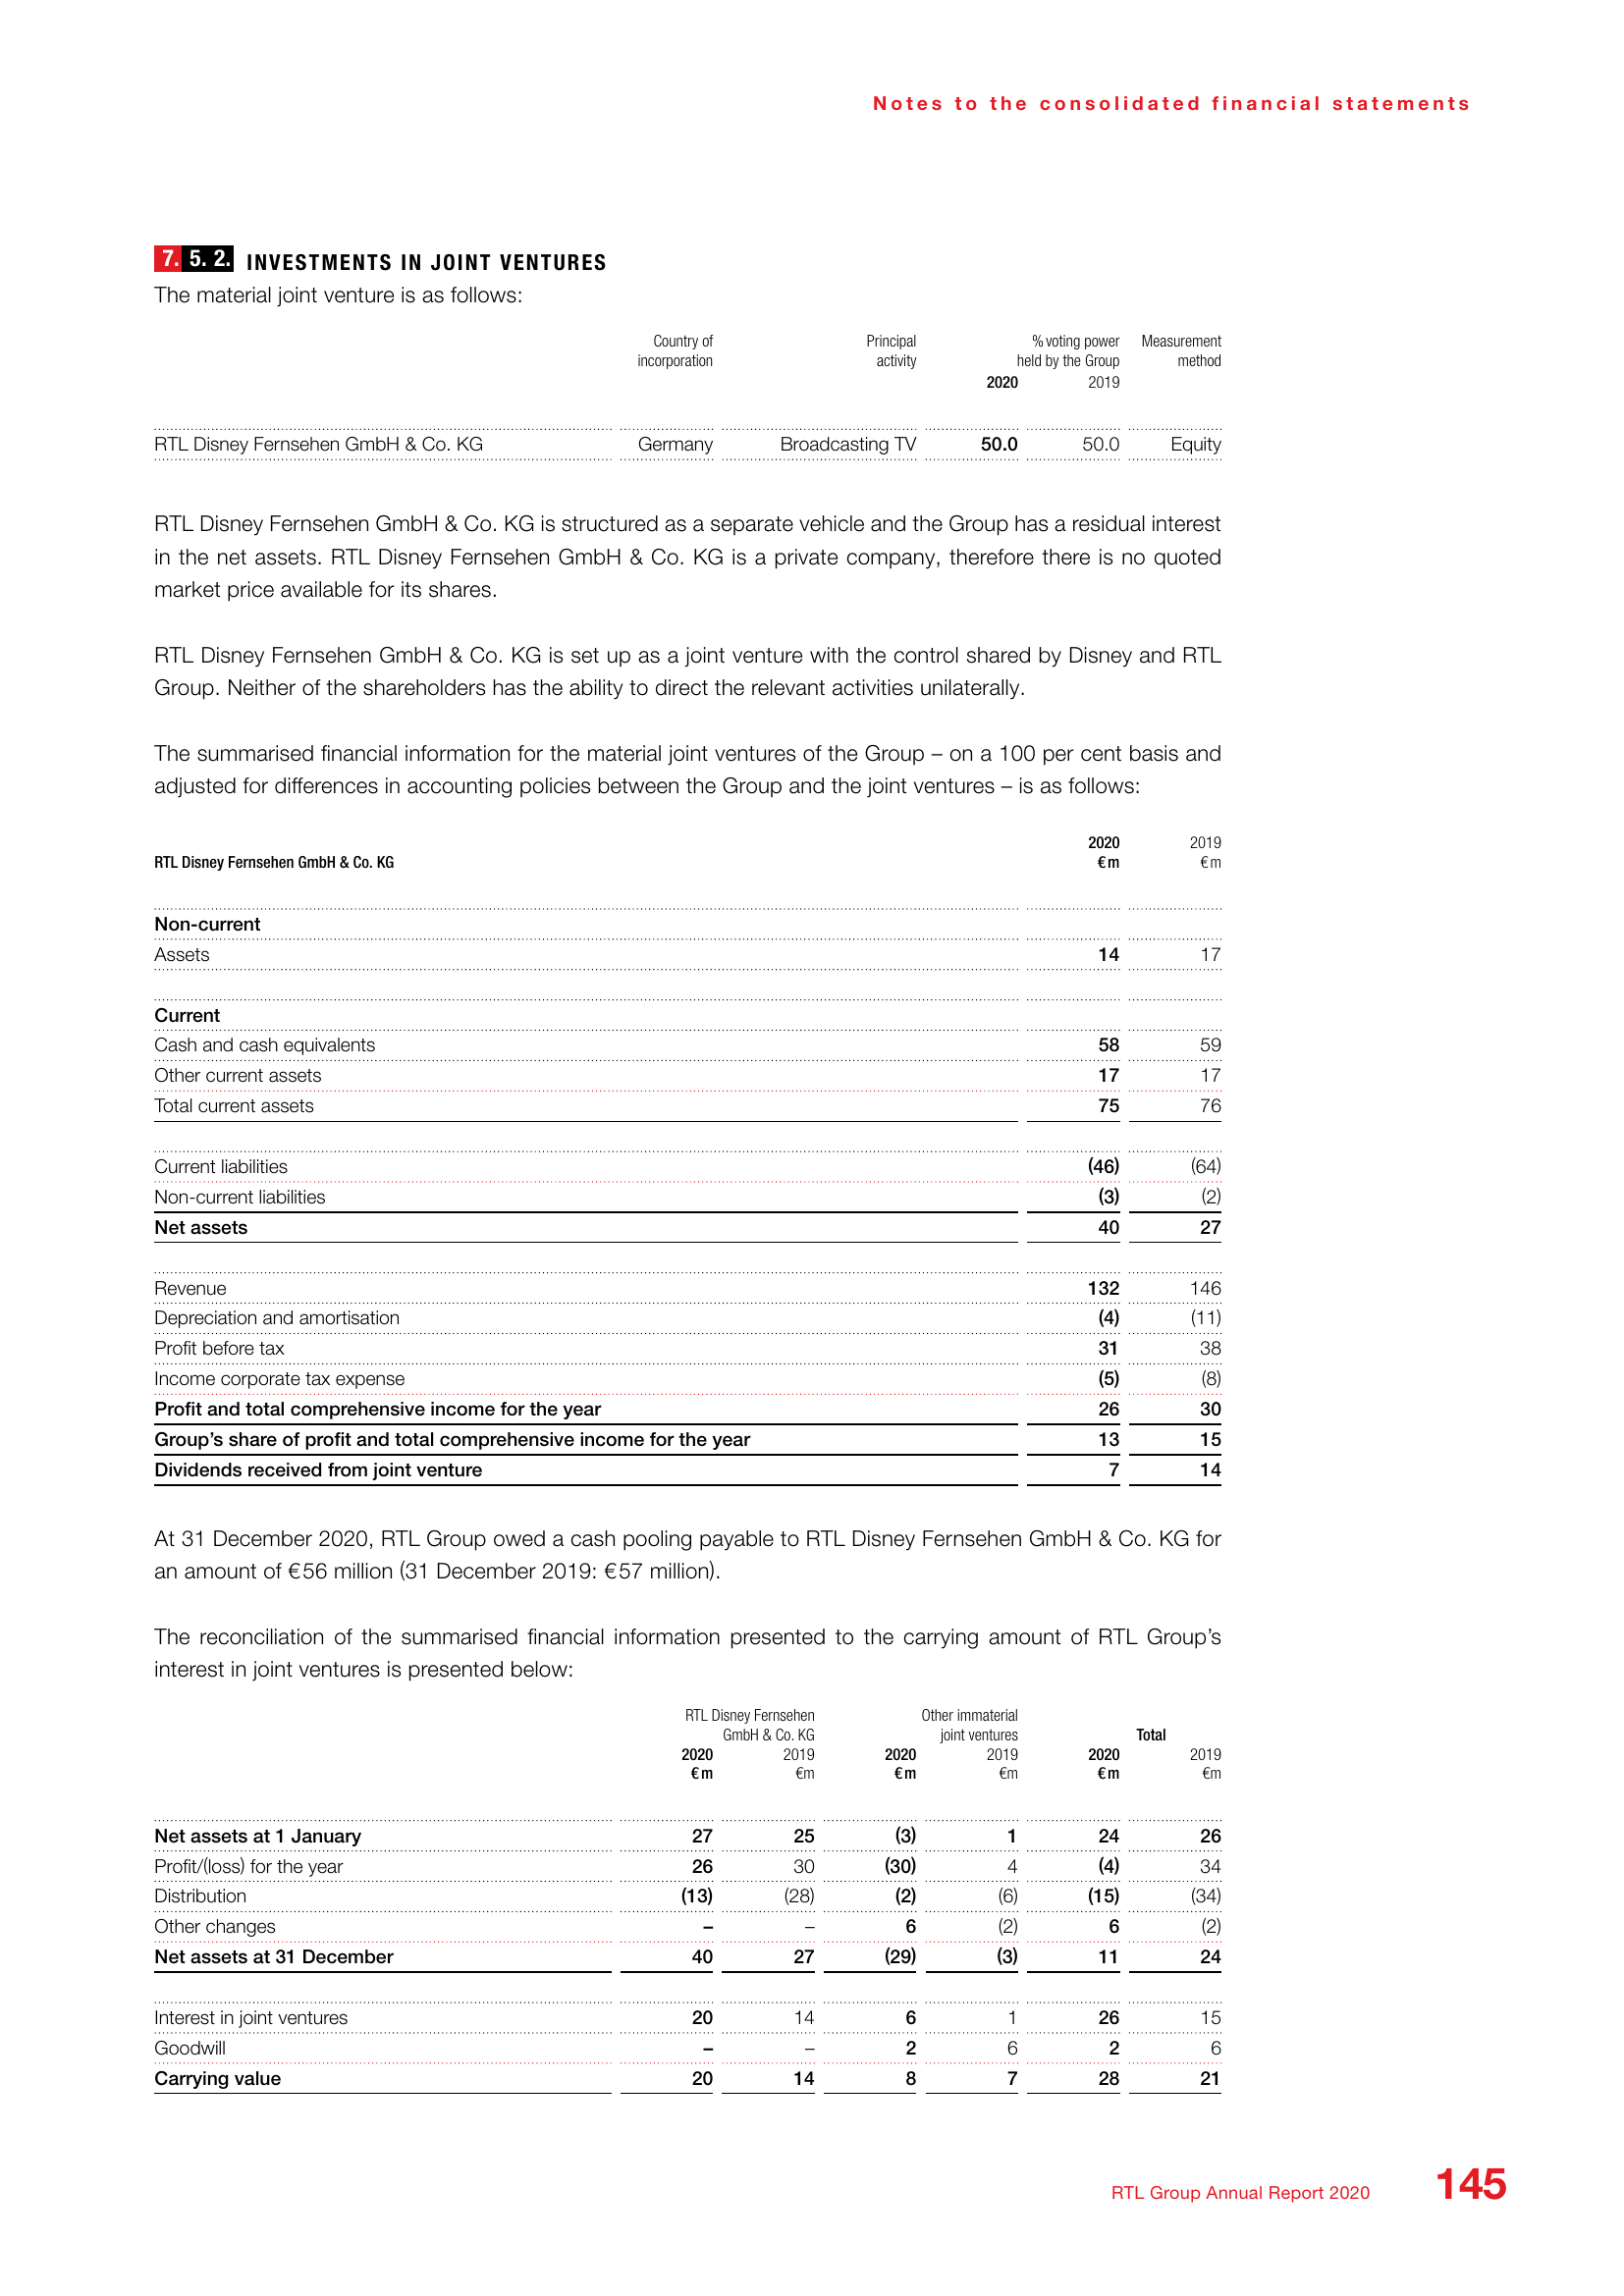 Notes to the consolidated financial statements
7. 5. 2. INVESTMENTS IN JOINT VENTURES
The material joint venture is as follows:
Country of Principal % voting power Measurement
incorporation activity held by the Group method
2020 2019
RTL Disney Fernsehen GmbH & Co. KG Germany Broadcasting TV 50.0 50.0 Equity
RTL Disney Fernsehen GmbH & Co. KG is structured as a separate vehicle and the Group has a residual interest
in the net assets. RTL Disney Fernsehen GmbH & Co. KG is a private company, therefore there is no quoted
market price available for its shares.
RTL Disney Fernsehen GmbH & Co. KG is set up as a joint venture with the control shared by Disney and RTL
Group. Neither of the shareholders has the ability to direct the relevant activities unilaterally.
The summarised financial information for the material joint ventures of the Group – on a 100 per cent basis and
adjusted for differences in accounting policies between the Group and the joint ventures – is as follows:
2020 2019
RTL Disney Fernsehen GmbH & Co. KG € m € m
Non-current
Assets 14 17
Current
Cash and cash equivalents 58 59
Other current assets 17 17
Total current assets 75 76
Current liabilities (46) (64)
Non-current liabilities (3) (2)
Net assets 40 27
Revenue 132 146
Depreciation and amortisation (4) (11)
Profit before tax 31 38
Income corporate tax expense (5) (8)
Profit and total comprehensive income for the year 26 30
Group's share of profit and total comprehensive income for the year 13 15
Dividends received from joint venture 7 14
At 31 December 2020, RTL Group owed a cash pooling payable to RTL Disney Fernsehen GmbH & Co. KG for
an amount of €56 million (31 December 2019: €57 million).
The reconciliation of the summarised financial information presented to the carrying amount of RTL Group's
interest in joint ventures is presented below:
RTL Disney Fernsehen Other immaterial
GmbH & Co. KG joint ventures Total
2020 2019 2020 2019 2020 2019
€ m €m € m €m € m €m
Net assets at 1 January 27 25 (3) 1 24 26
Profit/(loss) for the year 26 30 (30) 4 (4) 34
Distribution (13) (28) (2) (6) (15) (34)
Other changes – – 6 (2) 6 (2)
Net assets at 31 December 40 27 (29) (3) 11 24
Interest in joint ventures 20 14 6 1 26 15
Goodwill – – 2 6 2 6
Carrying value 20 14 8 7 28 21
RTL Group Annual Report 2020 145